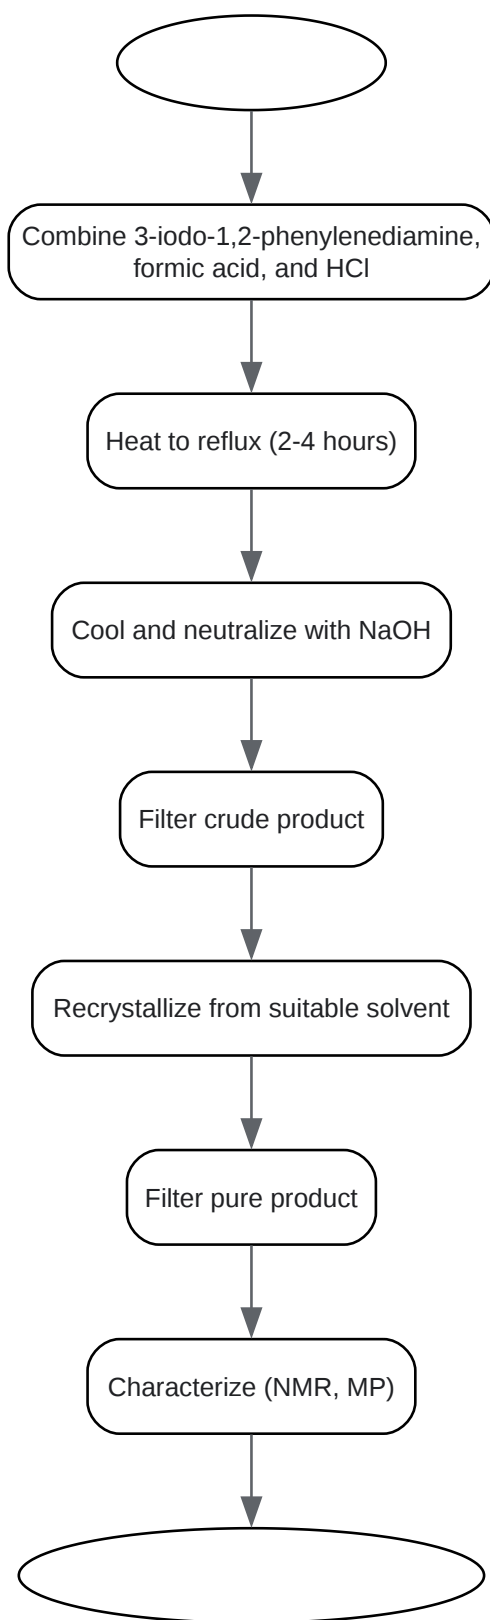 Combine 3-iodo-1,2-phenylenediamine,
formic acid, and HCl
Heat to reflux (2-4 hours)
Cool and neutralize with NaOH
Filter crude product
Recrystallize from suitable solvent
Filter pure product
Characterize (NMR, MP)